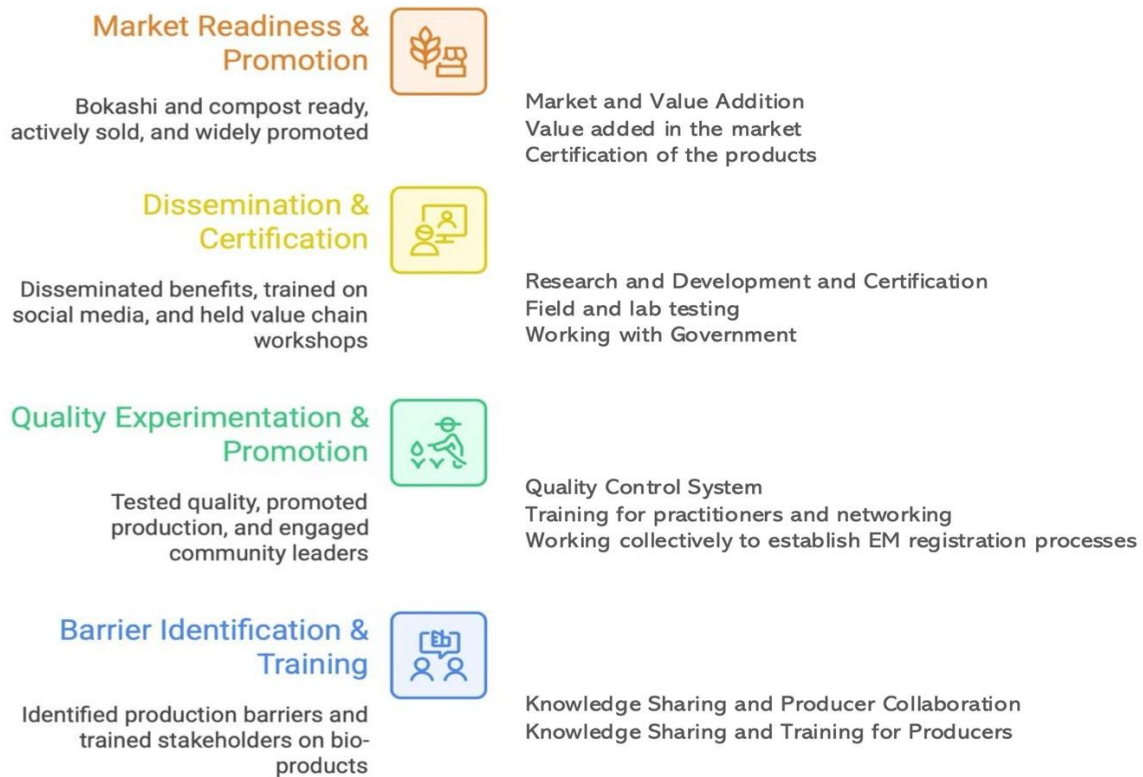 Market Readiness &
Promotion
Bokashi and compost ready,
actively sold, and widely promoted
Market and Value Addition
Value added in the market
Certification of the products
Dissemination &
Certification
Disseminated benefits, trained on
social media, and held value chain
workshops
Research and Development and Certification
Field and lab testing
Working with Government
Quality Experimentation &
Promotion
Tested quality, promoted
production, and engaged
community leaders
Quality Control System
Training for practitioners and networking
Working collectively to establish EM registration processes
Barrier Identification &
Training
Identified production barriers and
trained stakeholders on bio-
products
Knowledge Sharing and Producer Collaboration
Knowledge Sharing and Training for Producers